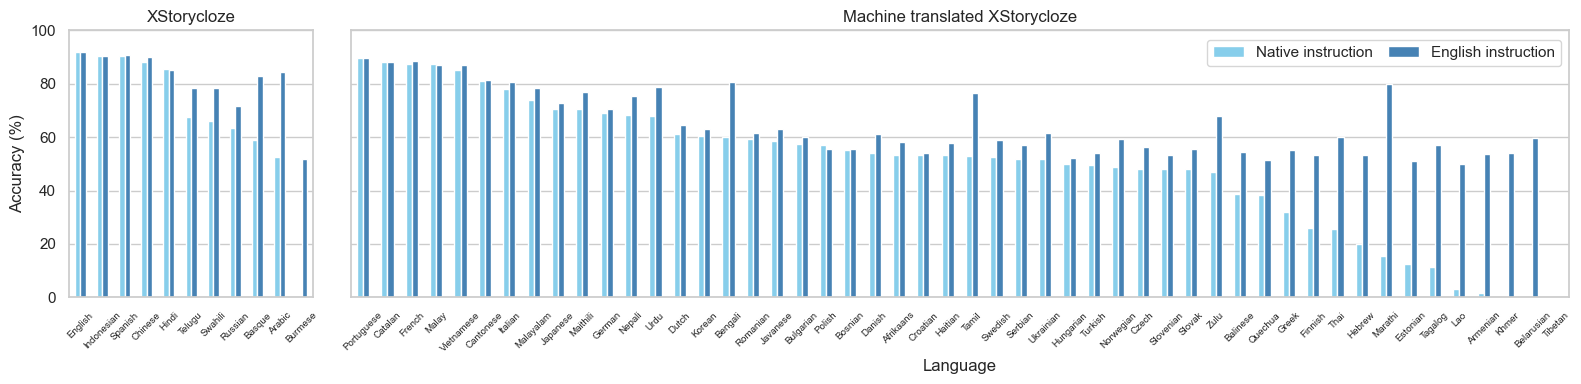 XStorycloze
Machine translated XStorycloze
Native instruction
English instruction
Accuracy (%)
100
80
60
40
20
0
English
Indonesian
Spanish
Chinese
Hindi
Telugu
Swahili
Russian
Basque
Arabic
Burmese
Portuguese
Catalan
French
Malay
Vietnamese
Cantonese
Italian
Malayalam
Japanese
Maithili
German
Nepali
Urdu
Dutch
Korean
Bengali
Romanian
Javanese
Bulgarian
Polish
Bosnian
Danish
Afrikaans
Croatian
Haitian
Tamil
Swedish
Serbian
Ukrainian
Hungarian
Turkish
Norwegian
Czech
Slovenian
Slovak
Zulu
Balinese
Quechua
Greek
Finnish
Thai
Hebrew
Marathi
Estonian
Tagalog
Lao
Armenian
Khmer
Belarusian
Tibetan
Language